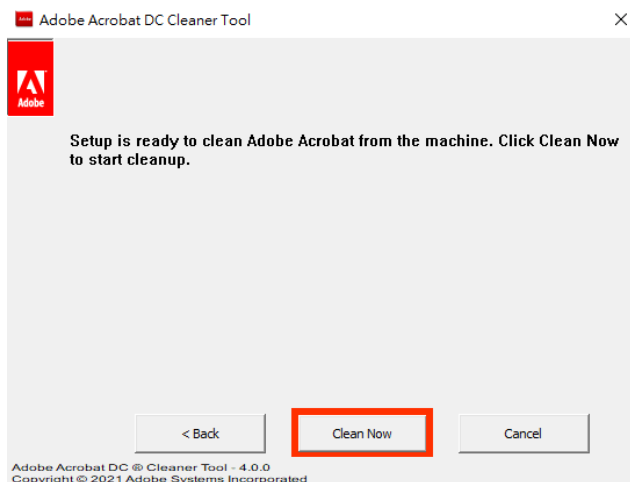 Adobe Acrobat DC Cleaner Tool
Adobe
Setup is ready to clean Adobe Acrobat from the machine. Click Clean Now
to start cleanup.
< Back
Clean Now
Cancel
Adobe Acrobat DC ® Cleaner Tool - 4.0.0
Copyright © 2021 Adobe Systems Incorporated